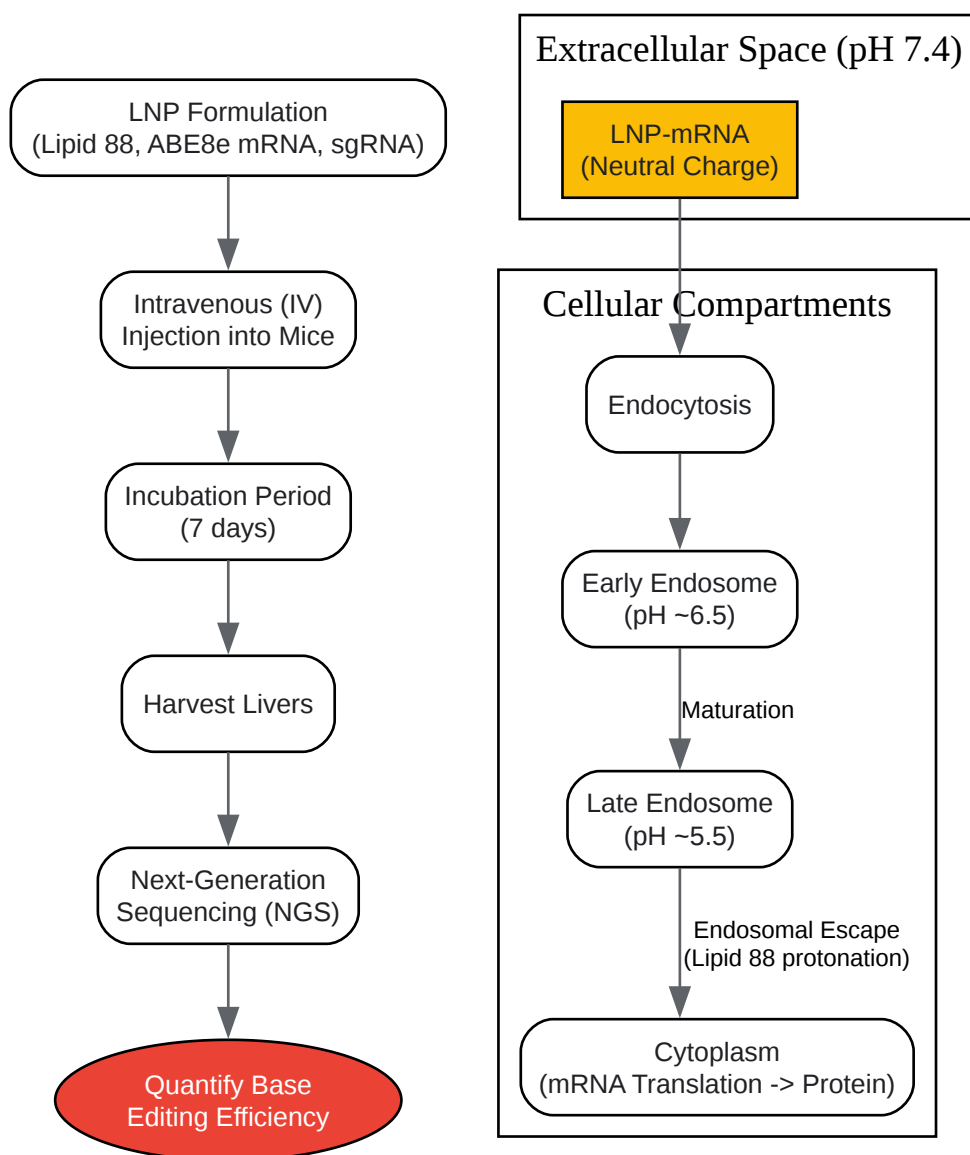 LNP Formulation
(Lipid 88, ABE8e mRNA, sgRNA)
Intravenous (IV)
Injection into Mice
Incubation Period
(7 days)
Harvest Livers
Next-Generation
Sequencing (NGS)
Quantify Base
Editing Efficiency
Extracellular Space (pH 7.4)
LNP-mRNA
(Neutral Charge)
Cellular Compartments
Endocytosis
Early Endosome
(pH ~6.5)
Maturation
Late Endosome
(pH ~5.5)
Endosomal Escape
(Lipid 88 protonation)
Cytoplasm
(mRNA Translation -> Protein)